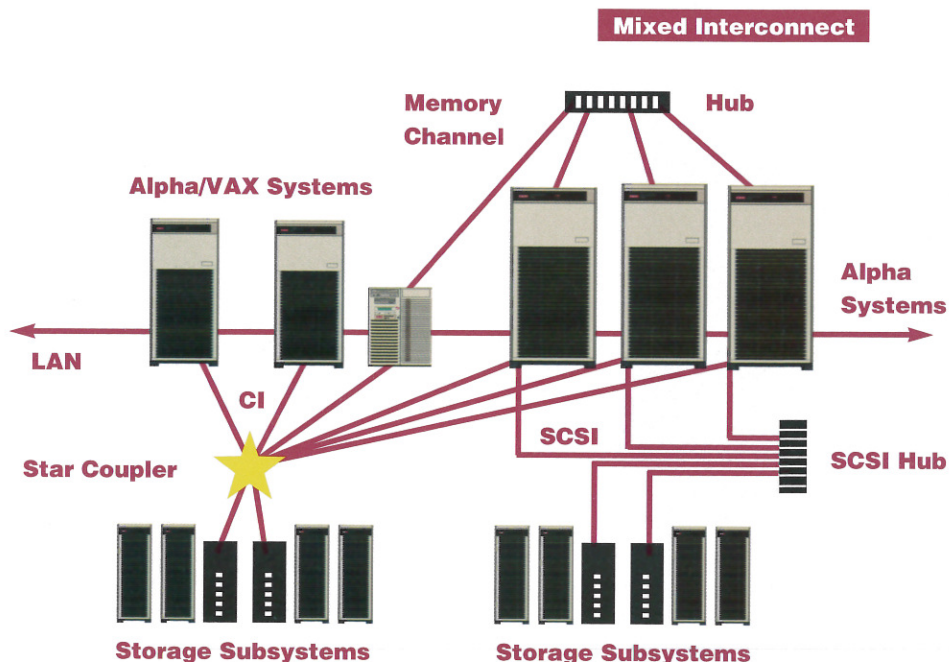 Mixed Interconnect
Memory
Channel
Hub
Alpha/VAX Systems
Alpha
Systems
LAN
CI
SCSI
Star Coupler
SCSI Hub
Storage Subsystems
Storage Subsystems